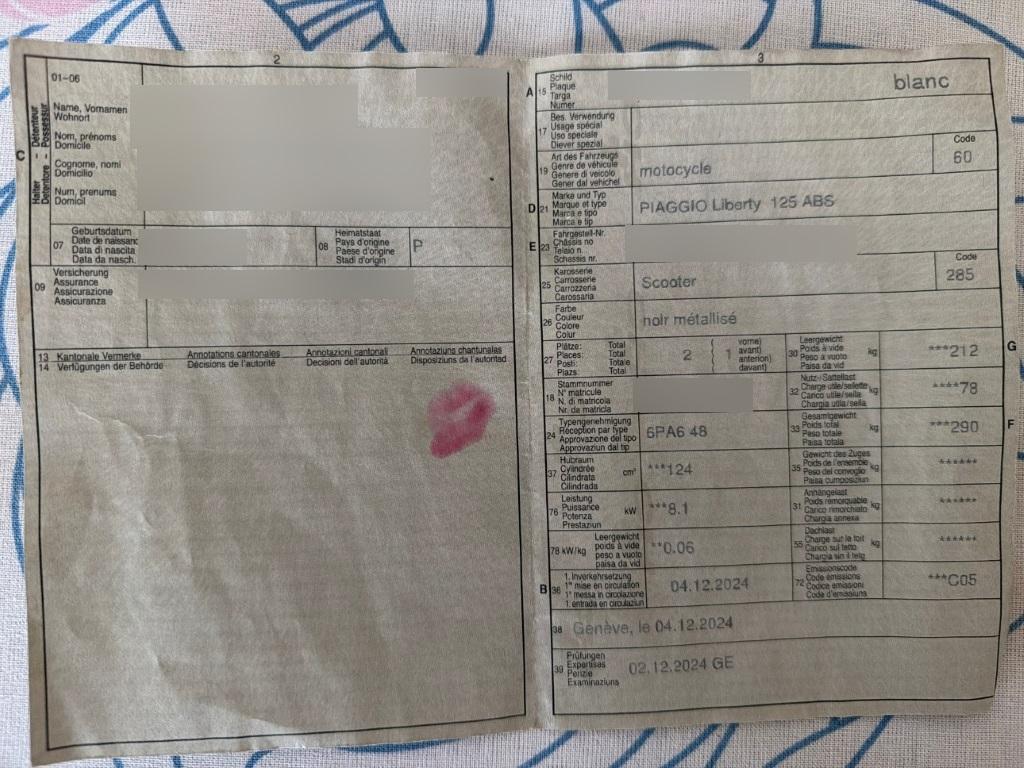 2
01-06
C
Halter - Détenteur
Detentore - Possessur
Name, Vornamen
Wohnort
Nom, prénoms
Domicile
Cognome, nomi
Domicilio
Num, prenums
Domicil
07
Geburtsdatum
Date de naissanc
Data di nascita
Data da nasch.
08
Heimatstaat
Pays d'origine
Paese d'origine
Stadi d'origin
P
09
Versicherung
Assurance
Assicurazione
Assicuranza
13 Kantonale Vermerke Annotations cantonales Annotazioni cantonali Annotaziuns chantunalas
14 Verfügungen der Behörde Décisions de l'autorité Decisioni dell'autorità Disposiziuns da l'autoritad
3
A
15
Schild
Plaque
Targa
Numer
blanc
17
Bes. Verwendung
Usage spécial
Uso speciale
Diever spezial
19
Art des Fahrzeugs
Genre de véhicule
Genere di veicolo
Gener dal vehichel
motocycle
Code
60
D
21
Marke und Typ
Marque et type
Marca e tipo
Marca e tip
PIAGGIO Liberty 125 ABS
E
23
Fahrgestell-Nr.
Châssis no
Telaio n.
Schassis nr.
25
Karosserie
Carrosserie
Carrozzeria
Carossaria
Scooter
Code
285
26
Farbe
Couleur
Colore
Colur
noir métallisé
27
Plätze: Total
Places: Total
Posti: Total
Plazs: Total
2
1
vorne)
avant)
anteriori)
davant)
30
Leergewicht
Poids à vide
Peso a vuoto
Paisa da vid
kg
***212
G
18
Stammnummer
N° matricule
N. di matricola
Nr. da matricla
32
Nutz-/Sattellast
Charge utile/sellette
Carico utile/sella
Chargia utila/sella
kg
****78
24
Typengenehmigung
Réception par type
Approvazione del tipo
Approvaziun dal tip
6PA6 48
33
Gesamtgewicht
Poids total
Peso totale
Paisa totala
kg
***290
F
37
Hubraum
Cylindrée
Cilindrata
Cilindrada
cm³
***124
35
Gewicht des Zuges
Poids de l'ensemble
Peso del convoglio
Paisa cumposiziun
kg
******
76
Leistung
Puissance
Potenza
Prestaziun
kW
***8.1
31
Anhängelast
Poids remorquable
Carico rimorchiato
Chargia annexa
kg
******
78 kW/kg
Leergewicht
poids à vide
peso a vuoto
paisa da vid
**0.06
55
Dachlast
Charge sur le toit
Carico sul tetto
Chargia sin il tetg
kg
******
B
36
1. Inverkehrsetzung
1re mise en circulation
1a messa in circolazione
1. entrada en circulaziun
04.12.2024
72
Emissionscode
Code émissions
Codice emissioni
Code d'emissiuns
***C05
38
Genève, le 04.12.2024
39
Prüfungen
Expertises
Perizie
Examinaziuns
02.12.2024 GE